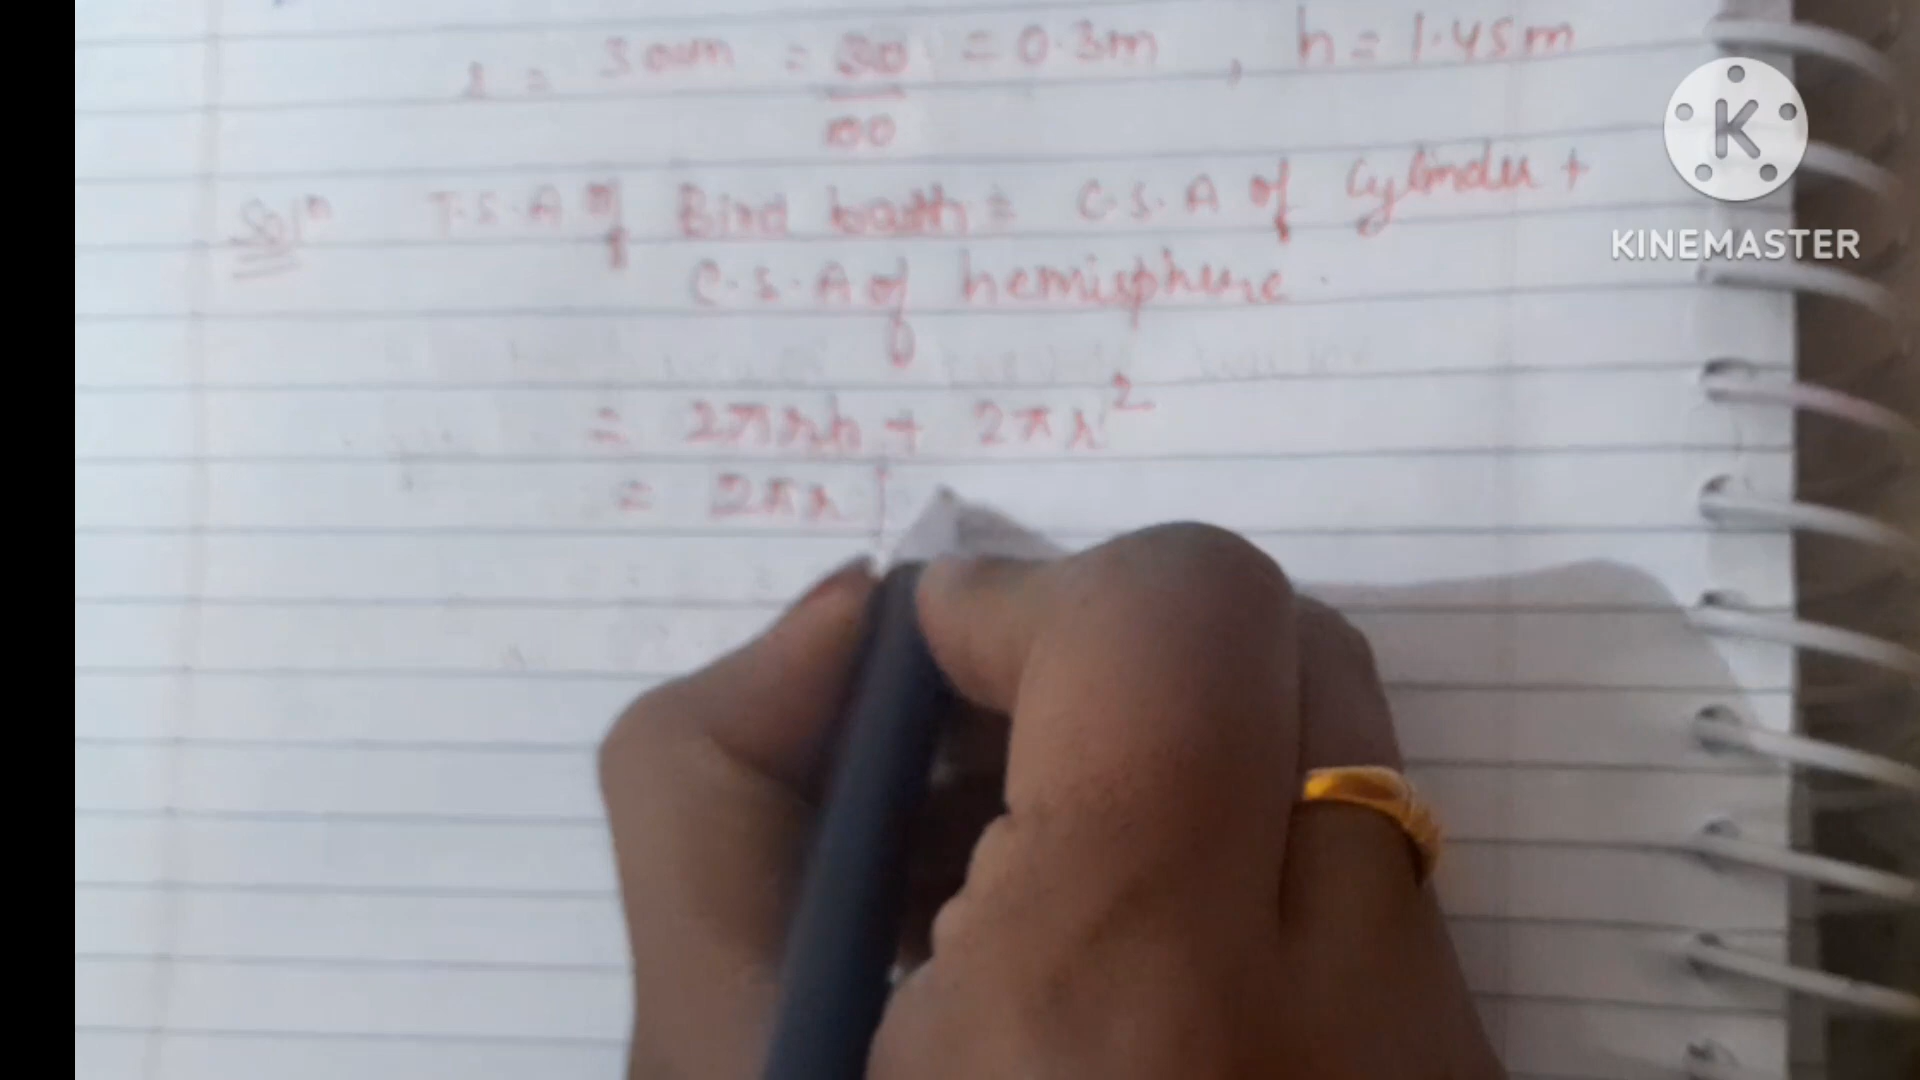 r = 30cm = 30/100 = 0.3m , h = 1.45m
Solⁿ T.S.A of Bird bath = C.S.A of Cylinder +
C.S.A of hemisphere.
= 2πrh + 2πr²
= 2πr [
KINEMASTER